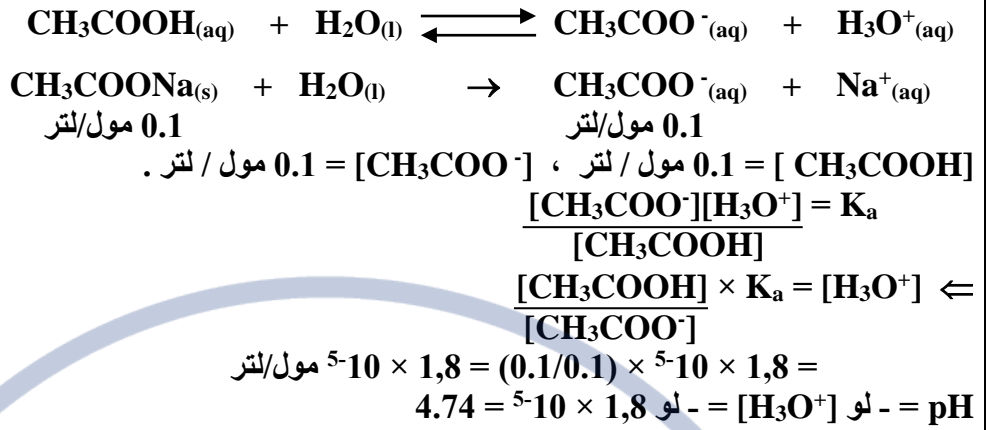 CH₃COOH(aq) + H₂O(l) ⇌ CH₃COO⁻(aq) + H₃O⁺(aq)
CH₃COONa(s) + H₂O(l) → CH₃COO⁻(aq) + Na⁺(aq)
0.1 مول/لتر 0.1 مول/لتر
[CH₃COOH] = 0.1 مول / لتر ، [CH₃COO⁻] = 0.1 مول / لتر .
[CH₃COO⁻][H₃O⁺] = Kₐ
[CH₃COOH]
[CH₃COOH] × Kₐ = [H₃O⁺] ⇐
[CH₃COO⁻]
= 1,8 × 10⁻⁵ × (0.1/0.1) = 1,8 × 10⁻⁵ مول/لتر
pH = - لو [H₃O⁺] = - لو 1,8 × 10⁻⁵ = 4.74